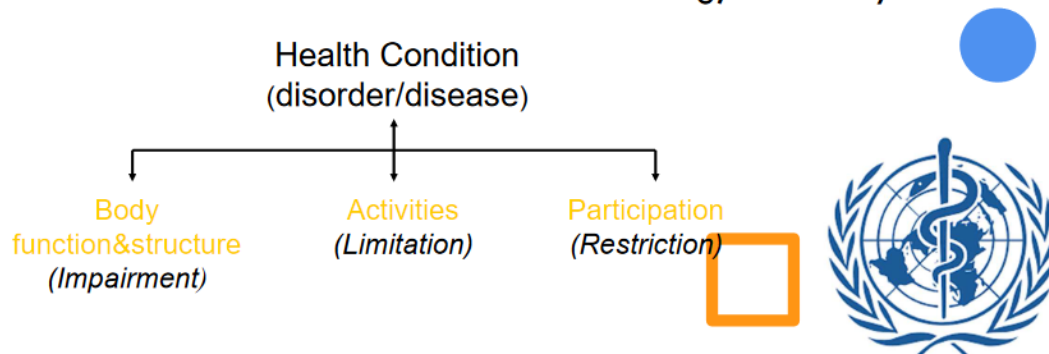 Health Condition
(disorder/disease)
Body
function&structure
(Impairment)
Activities
(Limitation)
Participation
(Restriction)